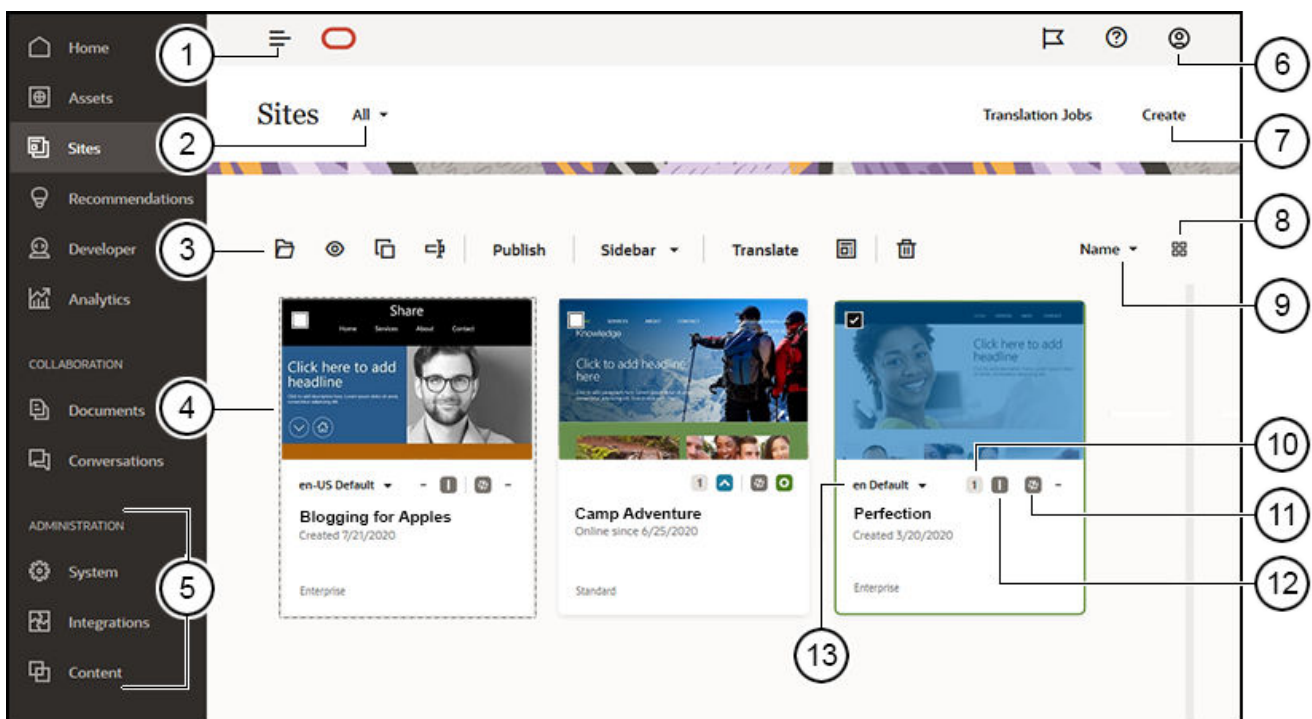 Home
Assets
Sites
Recommendations
Developer
Analytics
COLLABORATION
Documents
Conversations
ADMINISTRATION
System
Integrations
Content
1
2
3
4
5
Sites All
Translation Jobs Create
Publish Sidebar Translate
Name
6
7
8
9
10
11
12
13
Share
Home Services About Contact
Click here to add
headline
en-US Default - -
Blogging for Apples
Created 7/21/2020
Enterprise
SERVICES ABOUT CONTACT
Knowledge
Click to add headline
here
1
Camp Adventure
Online since 6/25/2020
Standard
Click here to add
headline
en Default 1 -
Perfection
Created 3/20/2020
Enterprise